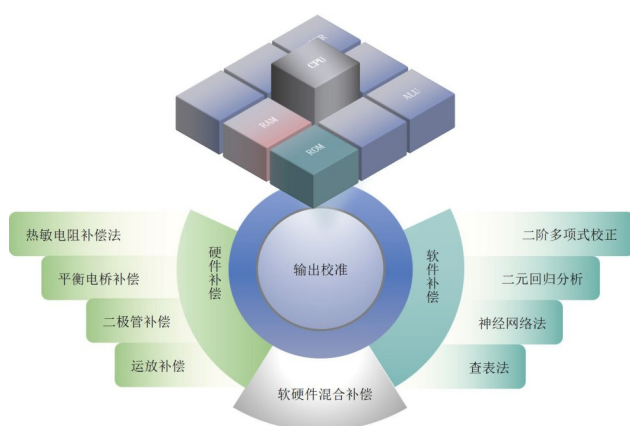 CPU
ALU
RAM
ROM
热敏电阻补偿法
平衡电桥补偿
二极管补偿
运放补偿
硬件补偿
输出校准
软件补偿
二阶多项式校正
二元回归分析
神经网络法
查表法
软硬件混合补偿